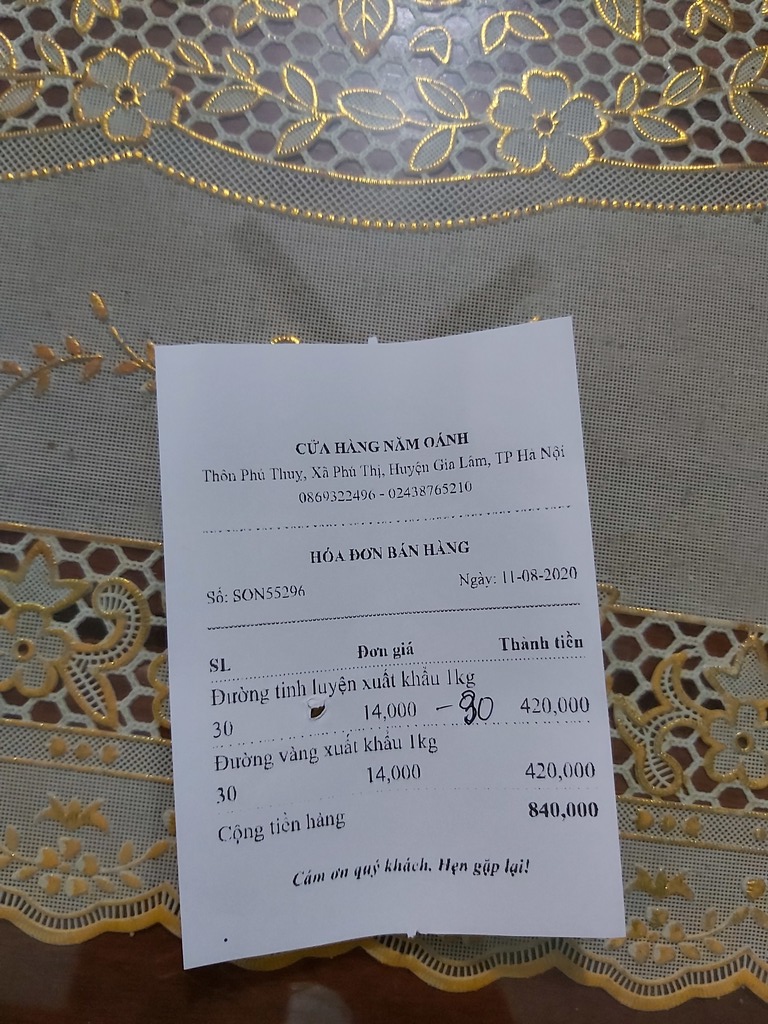 CỬA HÀNG NĂM OÁNH
Thôn Phú Thuỵ, Xã Phú Thị, Huyện Gia Lâm, TP Hà Nội
0869322496 - 02438765210
HÓA ĐƠN BÁN HÀNG
Số: SON55296 Ngày: 11-08-2020
SL Đơn giá Thành tiền
Đường tinh luyện xuất khẩu 1kg
30 14,000 - 30 420,000
Đường vàng xuất khẩu 1kg
30 14,000 420,000
Cộng tiền hàng 840,000
Cảm ơn quý khách. Hẹn gặp lại!